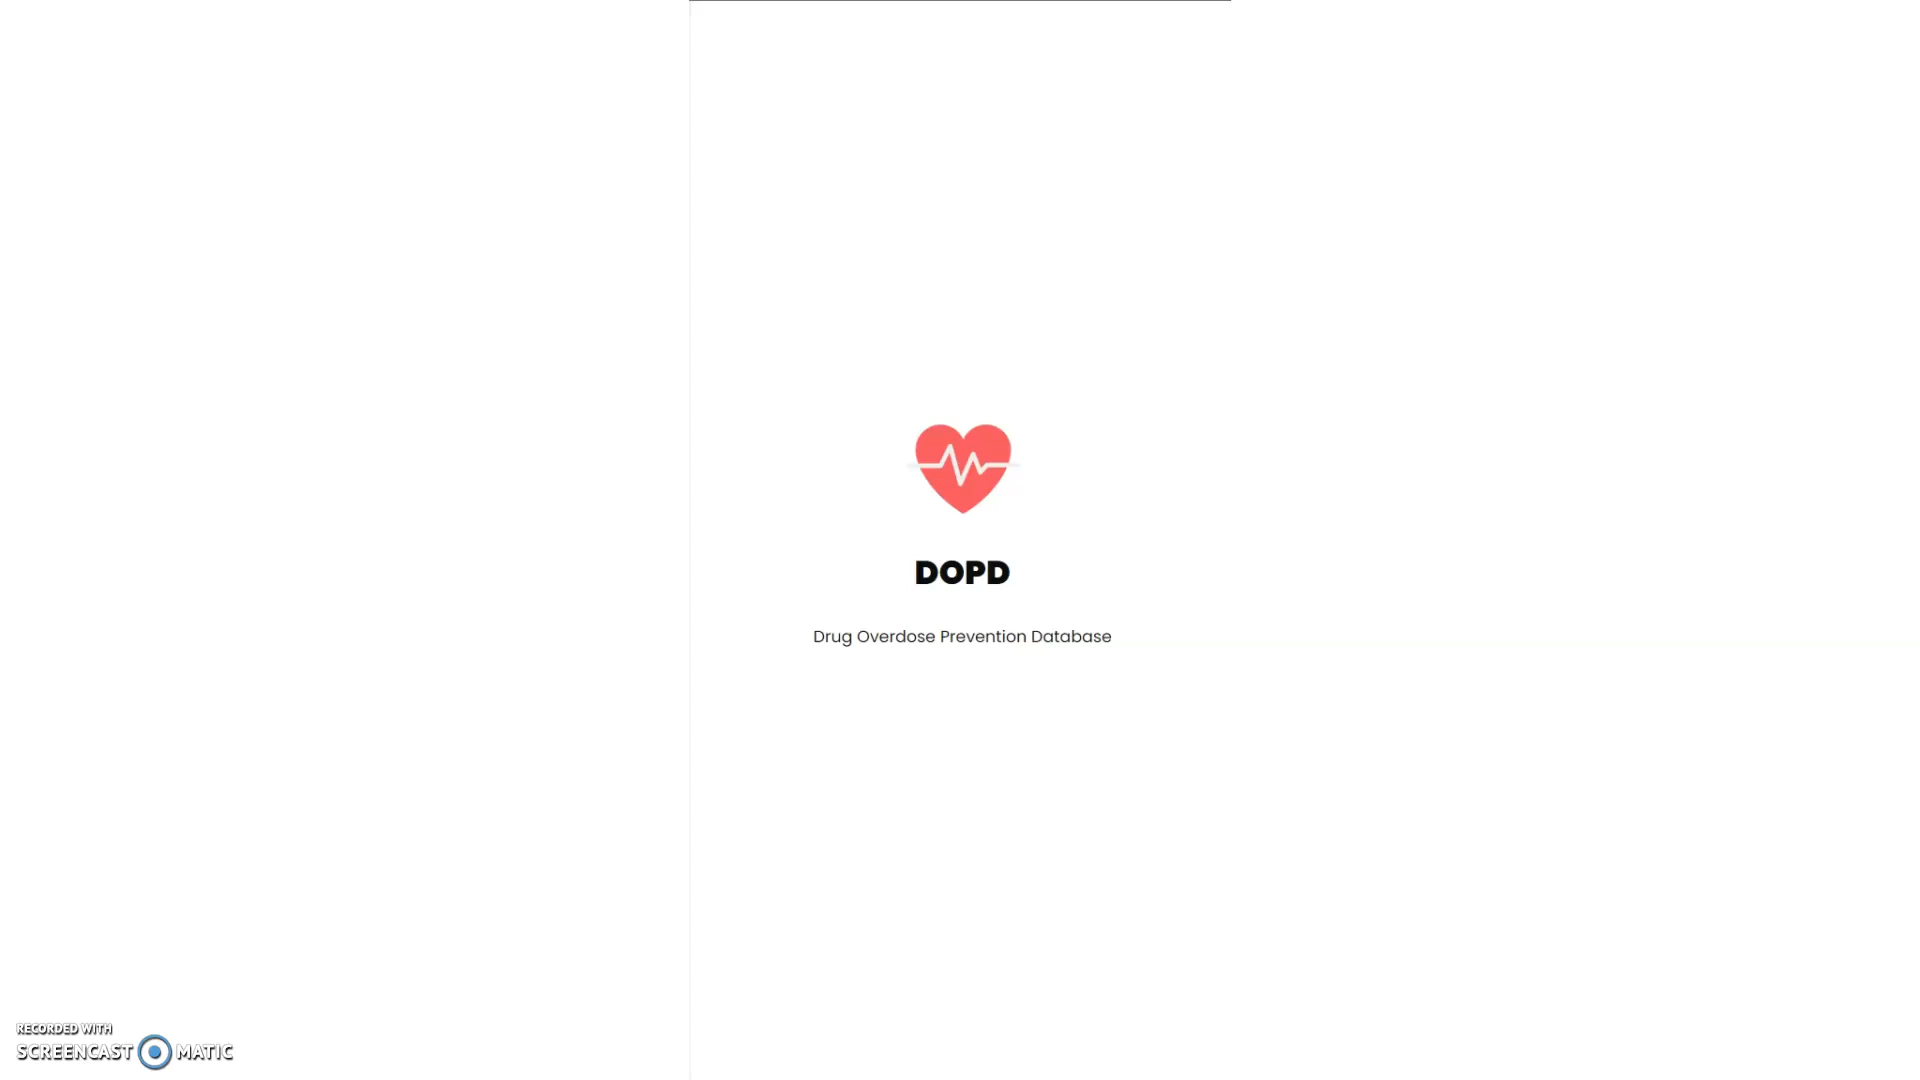 DOPD
Drug Overdose Prevention Database
RECORDED WITH
SCREENCAST MATIC